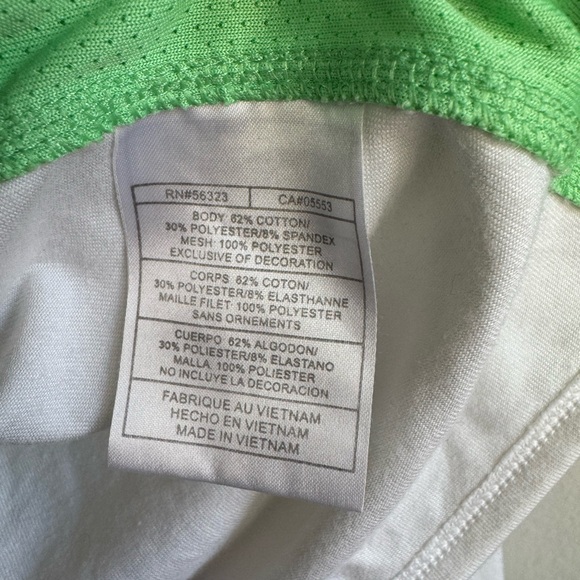 RN#56323 CA#05553
BODY 62% COTTON/
30% POLYESTER/8% SPANDEX
MESH: 100% POLYESTER
EXCLUSIVE OF DECORATION
CORPS 62% COTON/
30% POLYESTER/8% ELASTHANNE
MAILLE FILET: 100% POLYESTER
SANS ORNEMENTS
CUERPO 62% ALGODON/
30% POLIESTER/8% ELASTANO
MALLA: 100% POLIESTER
NO INCLUYE LA DECORACION
FABRIQUE AU VIETNAM
HECHO EN VIETNAM
MADE IN VIETNAM